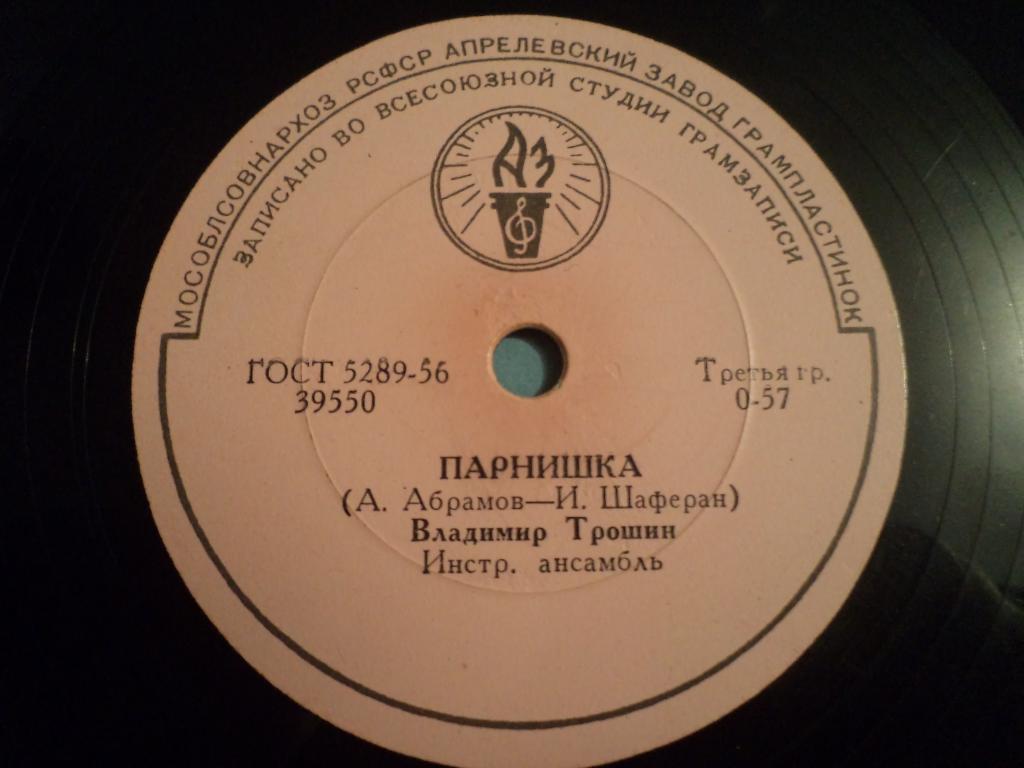 МОСОБЛСОВНАРХОЗ РСФСР АПРЕЛЕВСКИЙ ЗАВОД ГРАМПЛАСТИНОК
ЗАПИСАНО ВО ВСЕСОЮЗНОЙ СТУДИИ ГРАМЗАПИСИ
АЗ
ГОСТ 5289-56
39550
Третья гр.
0-57
ПАРНИШКА
(А. Абрамов—И. Шаферан)
Владимир Трошин
Инстр. ансамбль